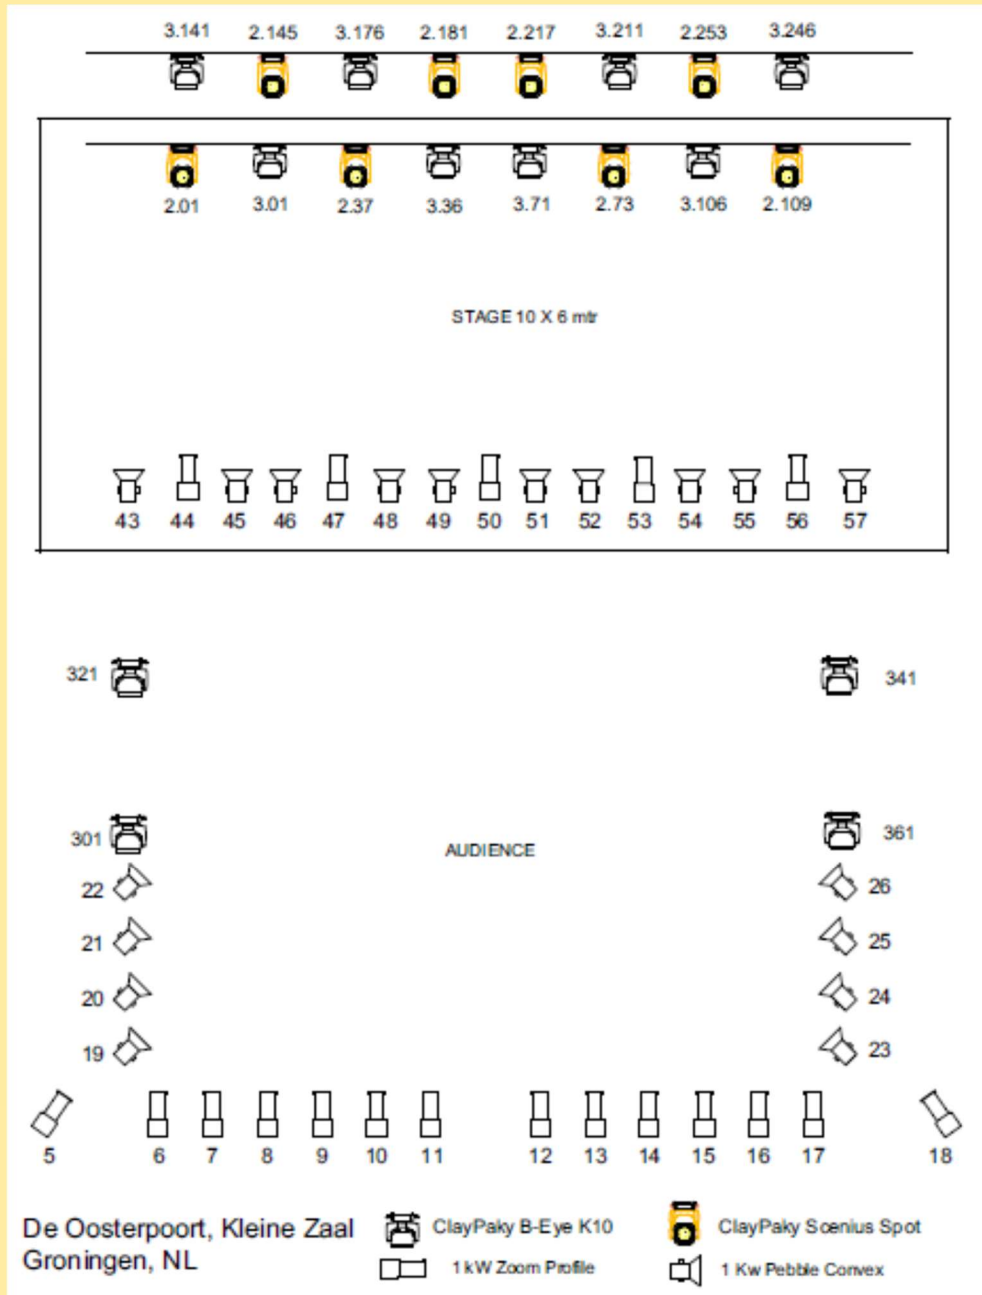 3.141 2.145 3.176 2.181 2.217 3.211 2.253 3.246
2.01 3.01 2.37 3.36 3.71 2.73 3.106 2.109
STAGE 10 X 6 mtr
43 44 45 46 47 48 49 50 51 52 53 54 55 56 57
321 341
301 AUDIENCE 361
22 26
21 25
20 24
19 23
5 6 7 8 9 10 11 12 13 14 15 16 17 18
De Oosterpoort, Kleine Zaal ClayPaky B-Eye K10 ClayPaky Scenius Spot
Groningen, NL 1 kW Zoom Profile 1 Kw Pebble Convex